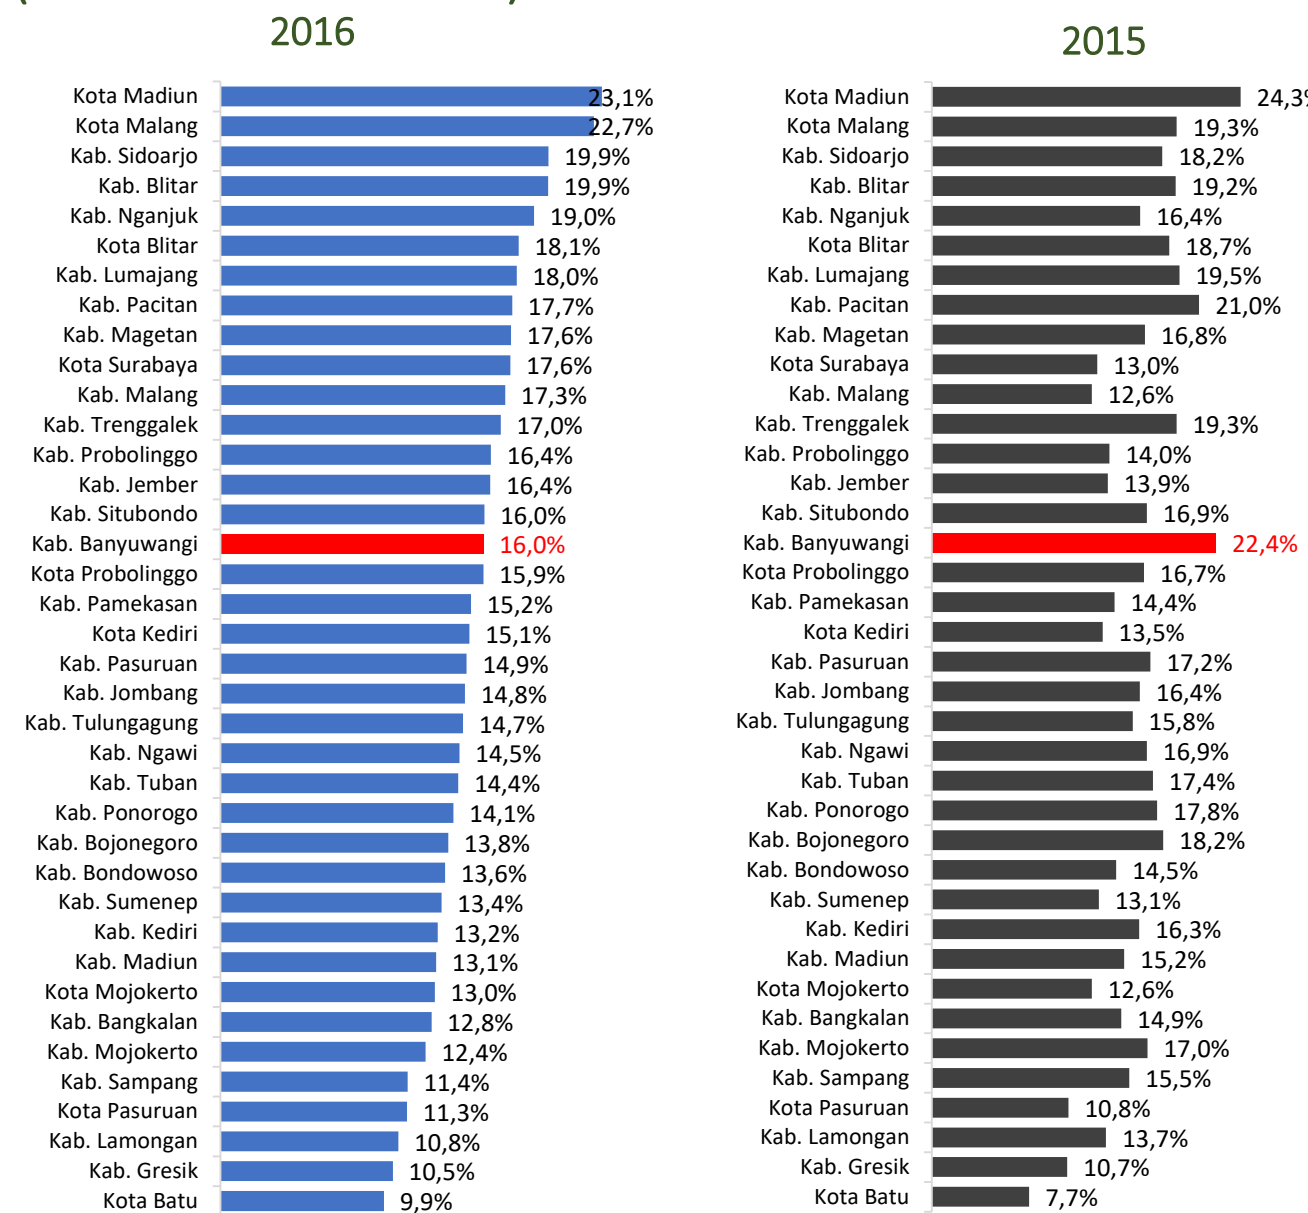 2016
Kota Madiun 23,1%
Kota Malang 22,7%
Kab. Sidoarjo 19,9%
Kab. Blitar 19,9%
Kab. Nganjuk 19,0%
Kota Blitar 18,1%
Kab. Lumajang 18,0%
Kab. Pacitan 17,7%
Kab. Magetan 17,6%
Kota Surabaya 17,6%
Kab. Malang 17,3%
Kab. Trenggalek 17,0%
Kab. Probolinggo 16,4%
Kab. Jember 16,4%
Kab. Situbondo 16,0%
Kab. Banyuwangi 16,0%
Kota Probolinggo 15,9%
Kab. Pamekasan 15,2%
Kota Kediri 15,1%
Kab. Pasuruan 14,9%
Kab. Jombang 14,8%
Kab. Tulungagung 14,7%
Kab. Ngawi 14,5%
Kab. Tuban 14,4%
Kab. Ponorogo 14,1%
Kab. Bojonegoro 13,8%
Kab. Bondowoso 13,6%
Kab. Sumenep 13,4%
Kab. Kediri 13,2%
Kab. Madiun 13,1%
Kota Mojokerto 13,0%
Kab. Bangkalan 12,8%
Kab. Mojokerto 12,4%
Kab. Sampang 11,4%
Kota Pasuruan 11,3%
Kab. Lamongan 10,8%
Kab. Gresik 10,5%
Kota Batu 9,9%
2015
Kota Madiun 24,3%
Kota Malang 19,3%
Kab. Sidoarjo 18,2%
Kab. Blitar 19,2%
Kab. Nganjuk 16,4%
Kota Blitar 18,7%
Kab. Lumajang 19,5%
Kab. Pacitan 21,0%
Kab. Magetan 16,8%
Kota Surabaya 13,0%
Kab. Malang 12,6%
Kab. Trenggalek 19,3%
Kab. Probolinggo 14,0%
Kab. Jember 13,9%
Kab. Situbondo 16,9%
Kab. Banyuwangi 22,4%
Kota Probolinggo 16,7%
Kab. Pamekasan 14,4%
Kota Kediri 13,5%
Kab. Pasuruan 17,2%
Kab. Jombang 16,4%
Kab. Tulungagung 15,8%
Kab. Ngawi 16,9%
Kab. Tuban 17,4%
Kab. Ponorogo 17,8%
Kab. Bojonegoro 18,2%
Kab. Bondowoso 14,5%
Kab. Sumenep 13,1%
Kab. Kediri 16,3%
Kab. Madiun 15,2%
Kota Mojokerto 12,6%
Kab. Bangkalan 14,9%
Kab. Mojokerto 17,0%
Kab. Sampang 15,5%
Kota Pasuruan 10,8%
Kab. Lamongan 13,7%
Kab. Gresik 10,7%
Kota Batu 7,7%